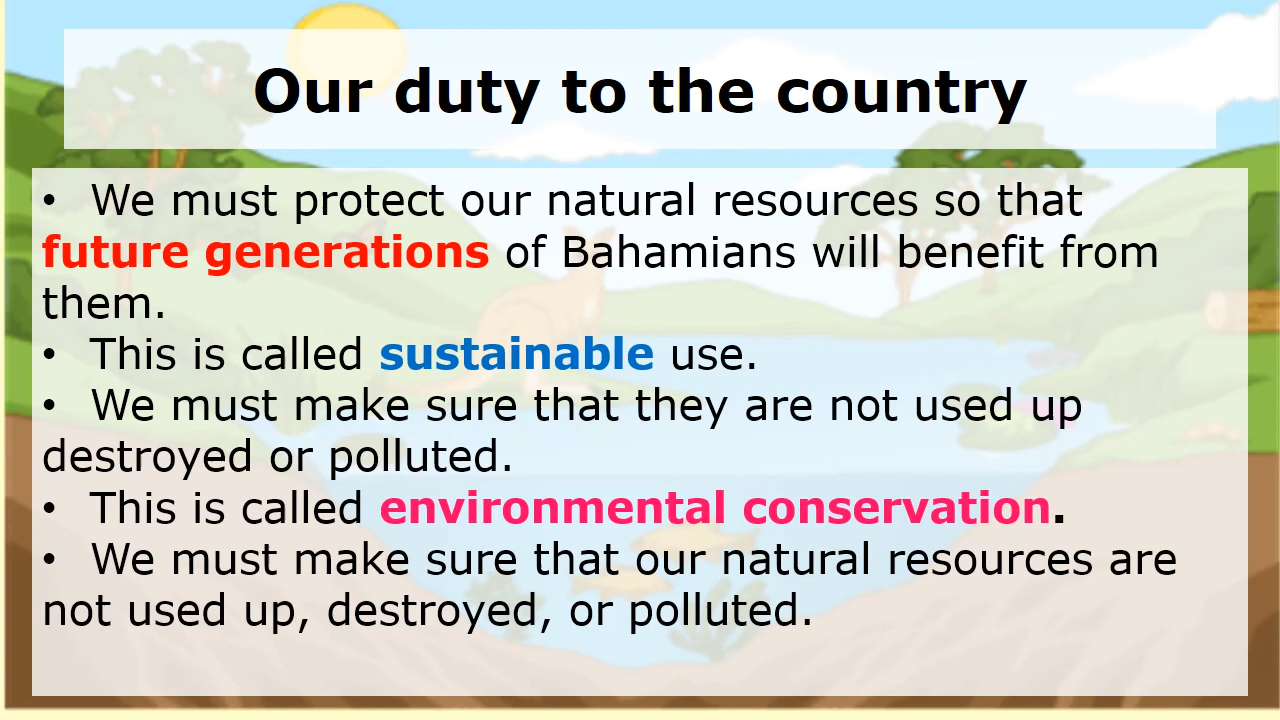 Our duty to the country
• We must protect our natural resources so that
future generations of Bahamians will benefit from
them.
• This is called sustainable use.
• We must make sure that they are not used up
destroyed or polluted.
• This is called environmental conservation.
• We must make sure that our natural resources are
not used up, destroyed, or polluted.